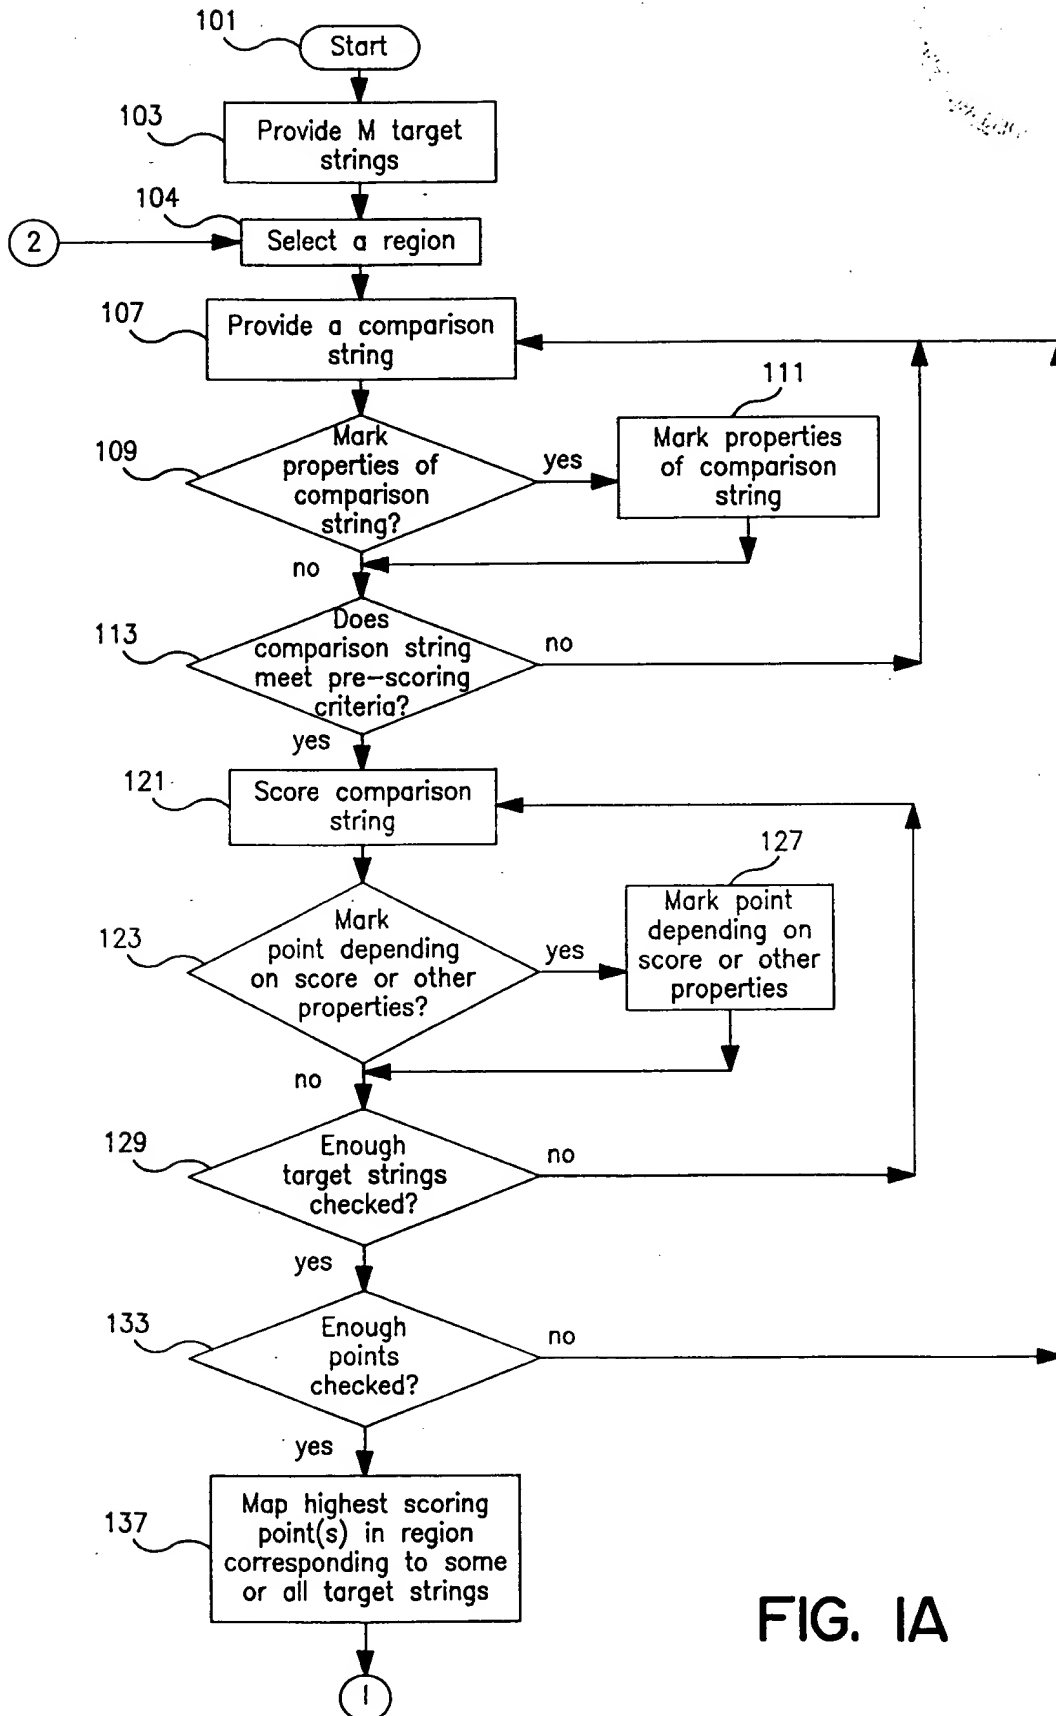 101
Start
103
Provide M target
strings
104
2
Select a region
107
Provide a comparison
string
111
109
Mark
properties of
comparison
string?
yes
Mark properties
of comparison
string
no
113
Does
comparison string
meet pre-scoring
criteria?
no
yes
121
Score comparison
string
127
123
Mark
point depending
on score or other
properties?
yes
Mark point
depending on
score or other
properties
no
129
Enough
target strings
checked?
no
yes
133
Enough
points
checked?
no
yes
137
Map highest scoring
point(s) in region
corresponding to some
or all target strings
FIG. 1A
1